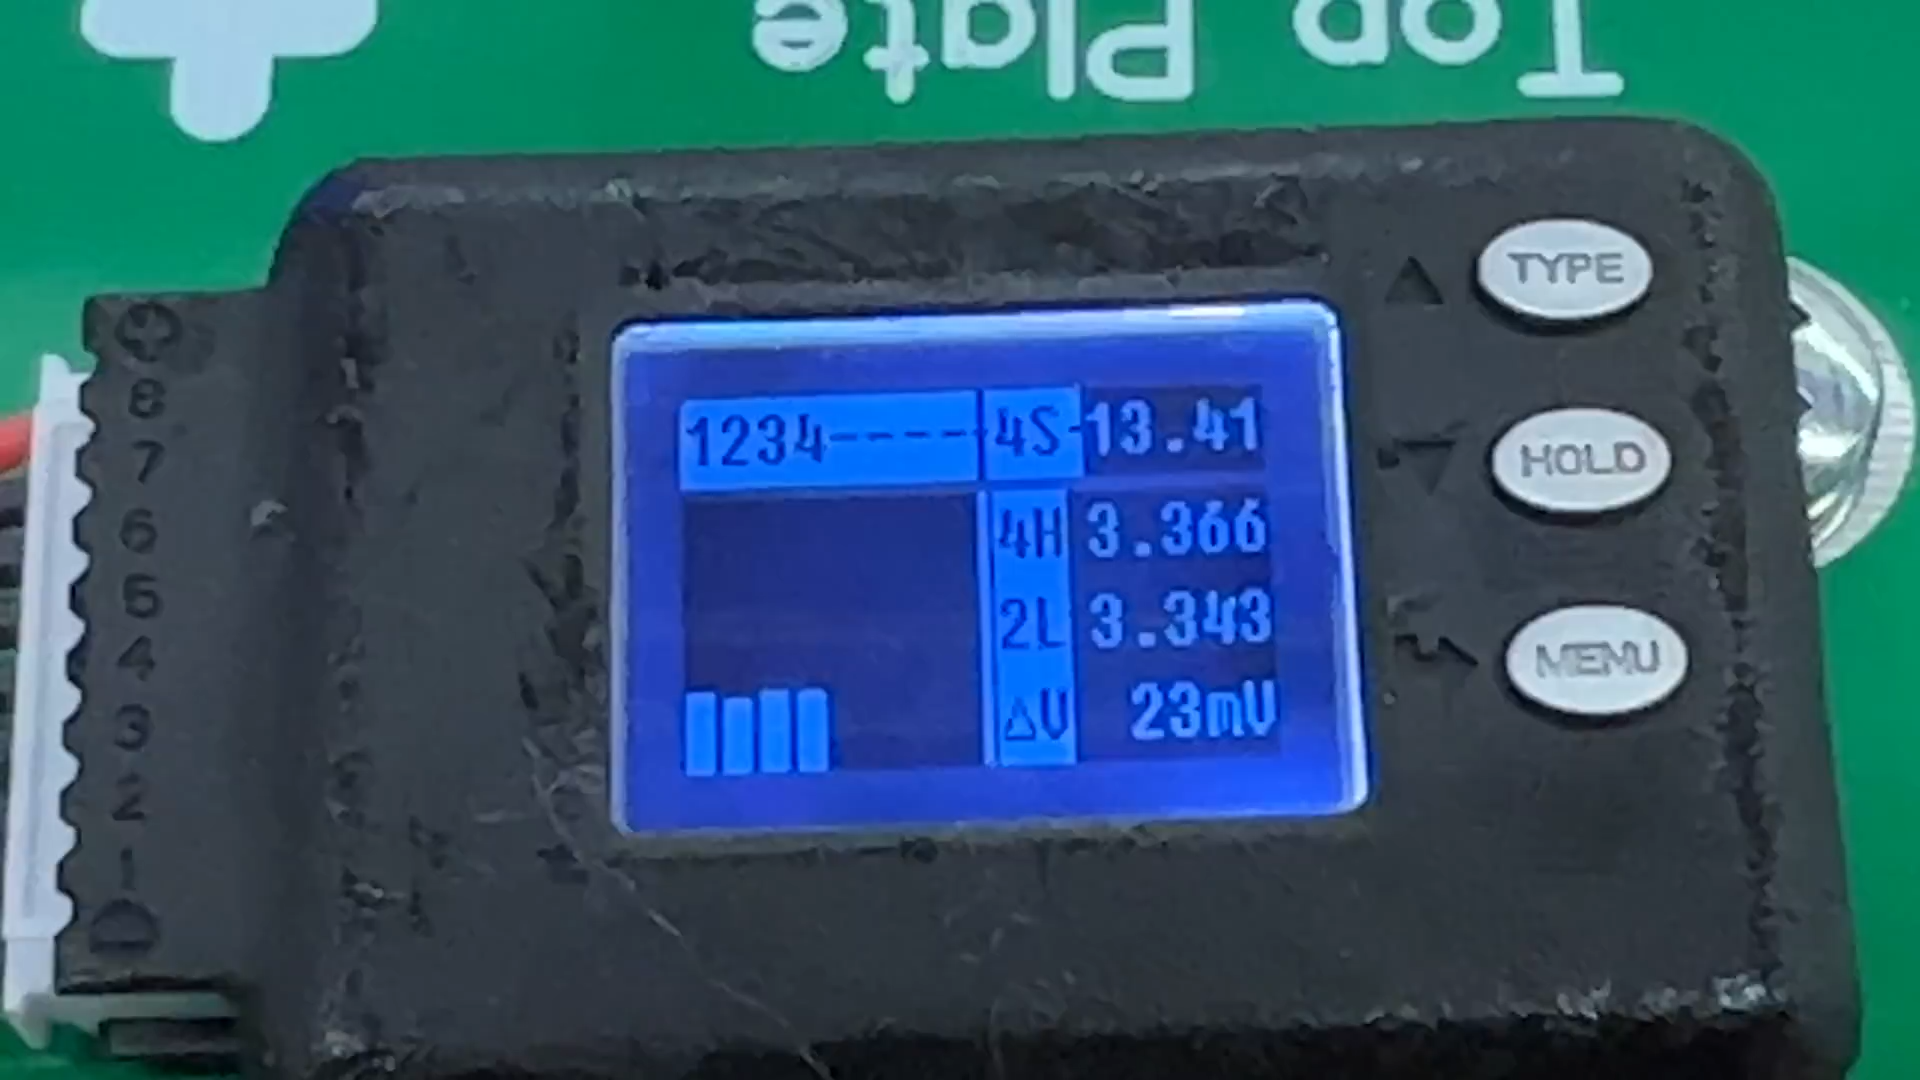 Top Plate
1234---- 4S 13.41
4H 3.366
2L 3.343
ΔV 23mV
TYPE
HOLD
MENU
8
7
6
5
4
3
2
1